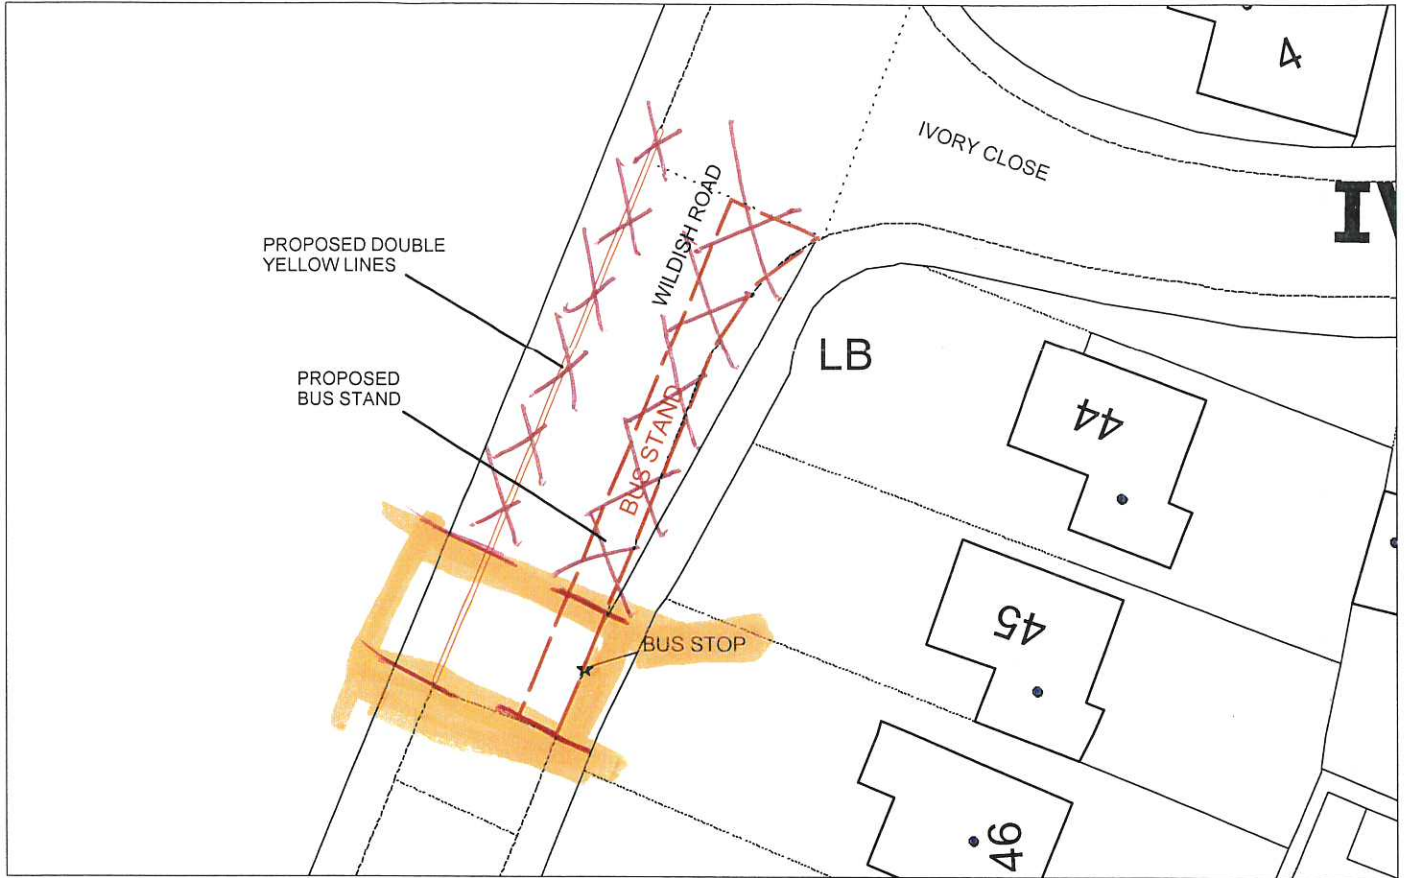 4
IVORY CLOSE
WILDISH ROAD
PROPOSED DOUBLE
YELLOW LINES
LB
PROPOSED
BUS STAND
BUS STAND
44
45
BUS STOP
46